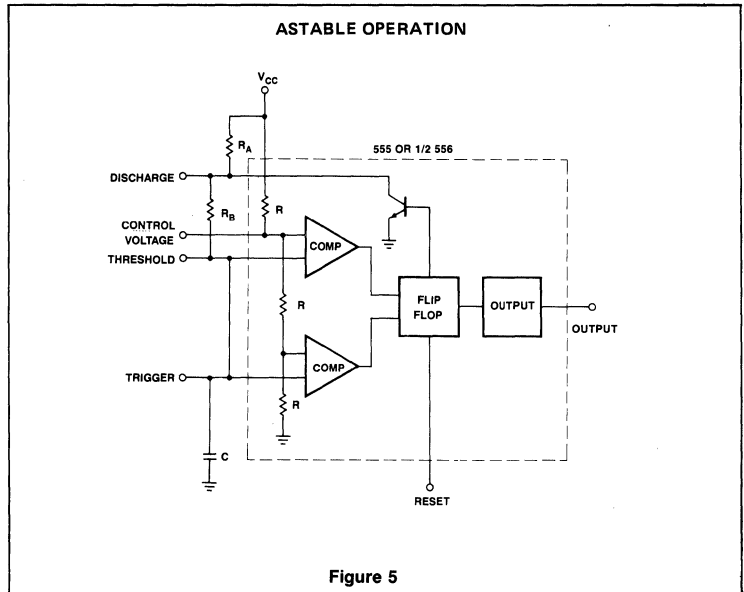 ASTABLE OPERATION
VCC
RA
555 OR 1/2 556
DISCHARGE
RB
R
CONTROL
VOLTAGE
COMP
THRESHOLD
R
FLIP
FLOP
OUTPUT
OUTPUT
COMP
TRIGGER
R
C
RESET
Figure 5